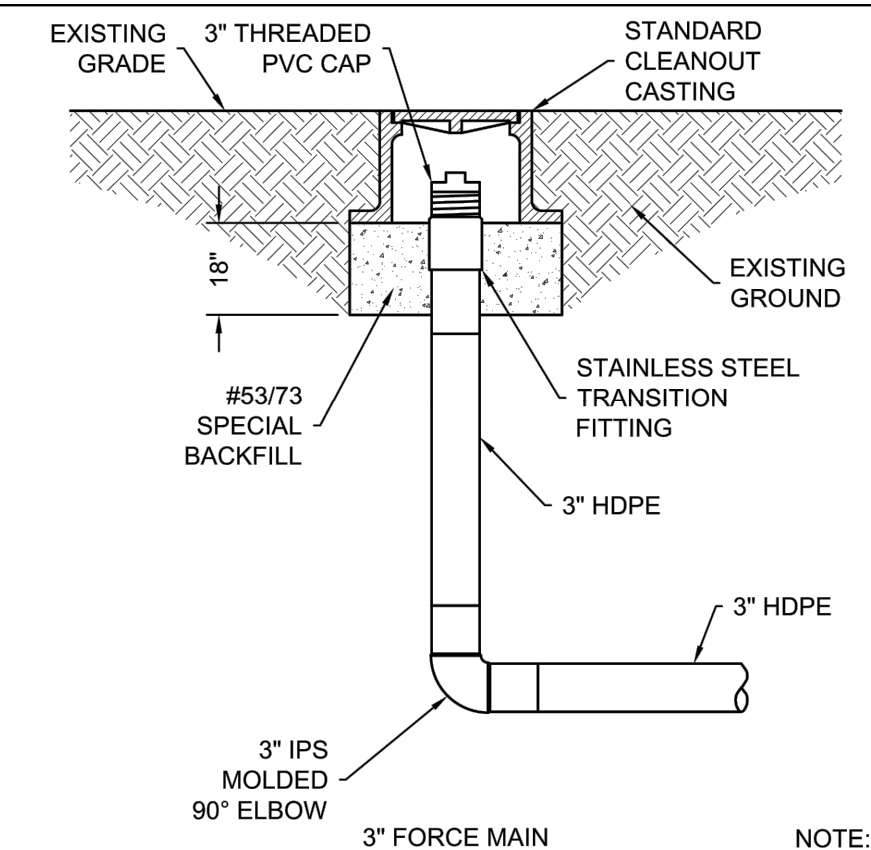 EXISTING
GRADE
3" THREADED
PVC CAP
STANDARD
CLEANOUT
CASTING
18"
EXISTING
GROUND
#53/73
SPECIAL
BACKFILL
STAINLESS STEEL
TRANSITION
FITTING
3" HDPE
3" HDPE
3" IPS
MOLDED
90° ELBOW
3" FORCE MAIN
NOTE: